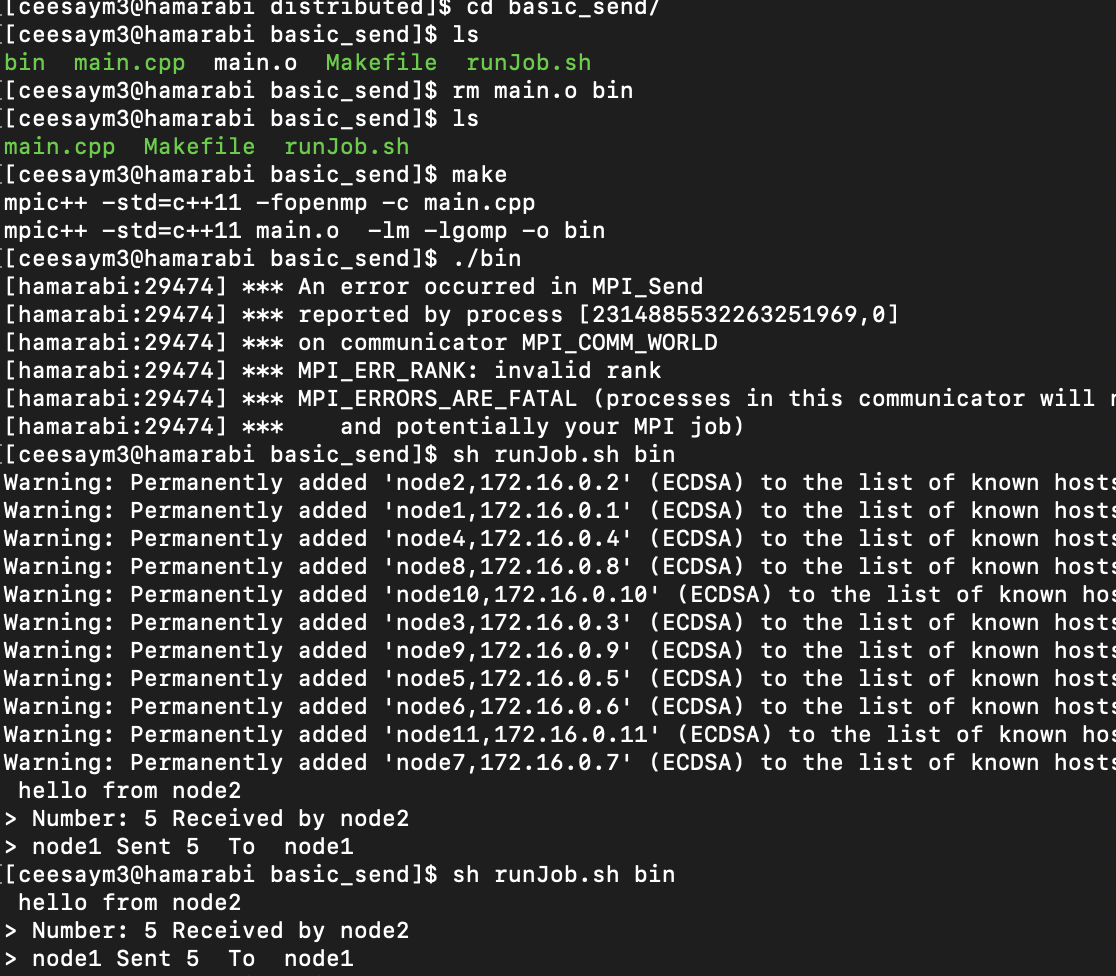 [[ceesaym3@hamarabi distributed]$ cd basic_send/
[[ceesaym3@hamarabi basic_send]$ ls
bin  main.cpp  main.o  Makefile  runJob.sh
[[ceesaym3@hamarabi basic_send]$ rm main.o bin
[[ceesaym3@hamarabi basic_send]$ ls
main.cpp  Makefile  runJob.sh
[[ceesaym3@hamarabi basic_send]$ make
mpic++ -std=c++11 -fopenmp -c main.cpp
mpic++ -std=c++11 main.o  -lm -lgomp -o bin
[[ceesaym3@hamarabi basic_send]$ ./bin
[hamarabi:29474] *** An error occurred in MPI_Send
[hamarabi:29474] *** reported by process [2314885532263251969,0]
[hamarabi:29474] *** on communicator MPI_COMM_WORLD
[hamarabi:29474] *** MPI_ERR_RANK: invalid rank
[hamarabi:29474] *** MPI_ERRORS_ARE_FATAL (processes in this communicator will
[hamarabi:29474] ***    and potentially your MPI job)
[[ceesaym3@hamarabi basic_send]$ sh runJob.sh bin
Warning: Permanently added 'node2,172.16.0.2' (ECDSA) to the list of known hosts
Warning: Permanently added 'node1,172.16.0.1' (ECDSA) to the list of known hosts
Warning: Permanently added 'node4,172.16.0.4' (ECDSA) to the list of known hosts
Warning: Permanently added 'node8,172.16.0.8' (ECDSA) to the list of known hosts
Warning: Permanently added 'node10,172.16.0.10' (ECDSA) to the list of known hos
Warning: Permanently added 'node3,172.16.0.3' (ECDSA) to the list of known hosts
Warning: Permanently added 'node9,172.16.0.9' (ECDSA) to the list of known hosts
Warning: Permanently added 'node5,172.16.0.5' (ECDSA) to the list of known hosts
Warning: Permanently added 'node6,172.16.0.6' (ECDSA) to the list of known hosts
Warning: Permanently added 'node11,172.16.0.11' (ECDSA) to the list of known hos
Warning: Permanently added 'node7,172.16.0.7' (ECDSA) to the list of known hosts
 hello from node2
> Number: 5 Received by node2
> node1 Sent 5  To  node1
[[ceesaym3@hamarabi basic_send]$ sh runJob.sh bin
 hello from node2
> Number: 5 Received by node2
> node1 Sent 5  To  node1